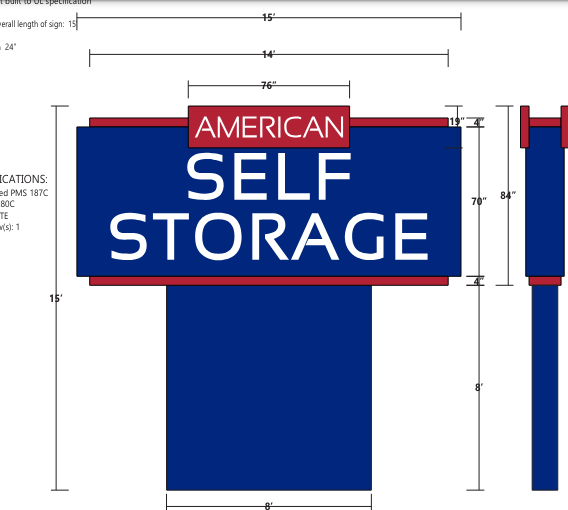 t built to UL specification
verall length of sign: 15
24"
15'
14'
76"
19"
4"
AMERICAN
SELF
STORAGE
70"
84"
4"
ICATIONS:
ed PMS 187C
80C
TE
v(s): 1
15'
8'
8'